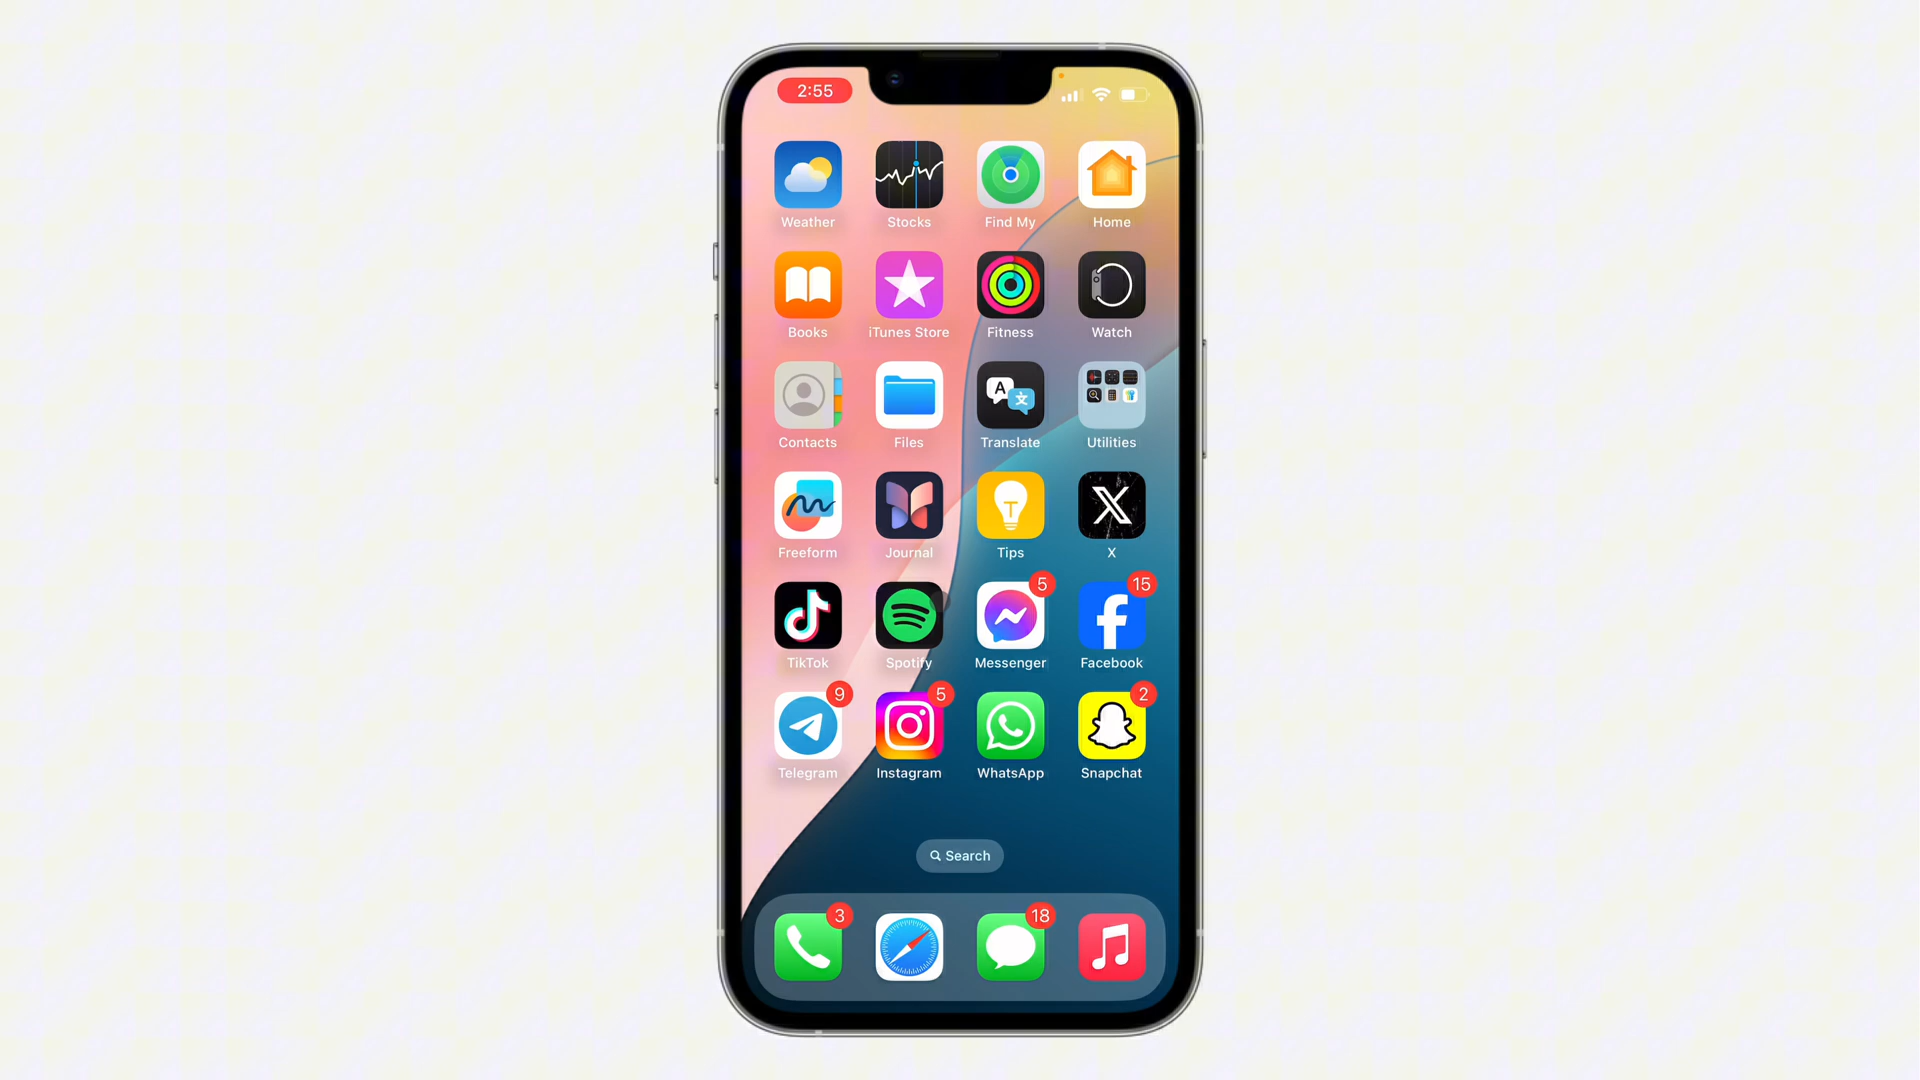 2:55
Weather Stocks Find My Home
Books iTunes Store Fitness Watch
A
文
Contacts Files Translate Utilities
T
X
Freeform Journal Tips X
5 15
f
TikTok Spotify Messenger Facebook
9 5 2
Telegram Instagram WhatsApp Snapchat
Search
3 18